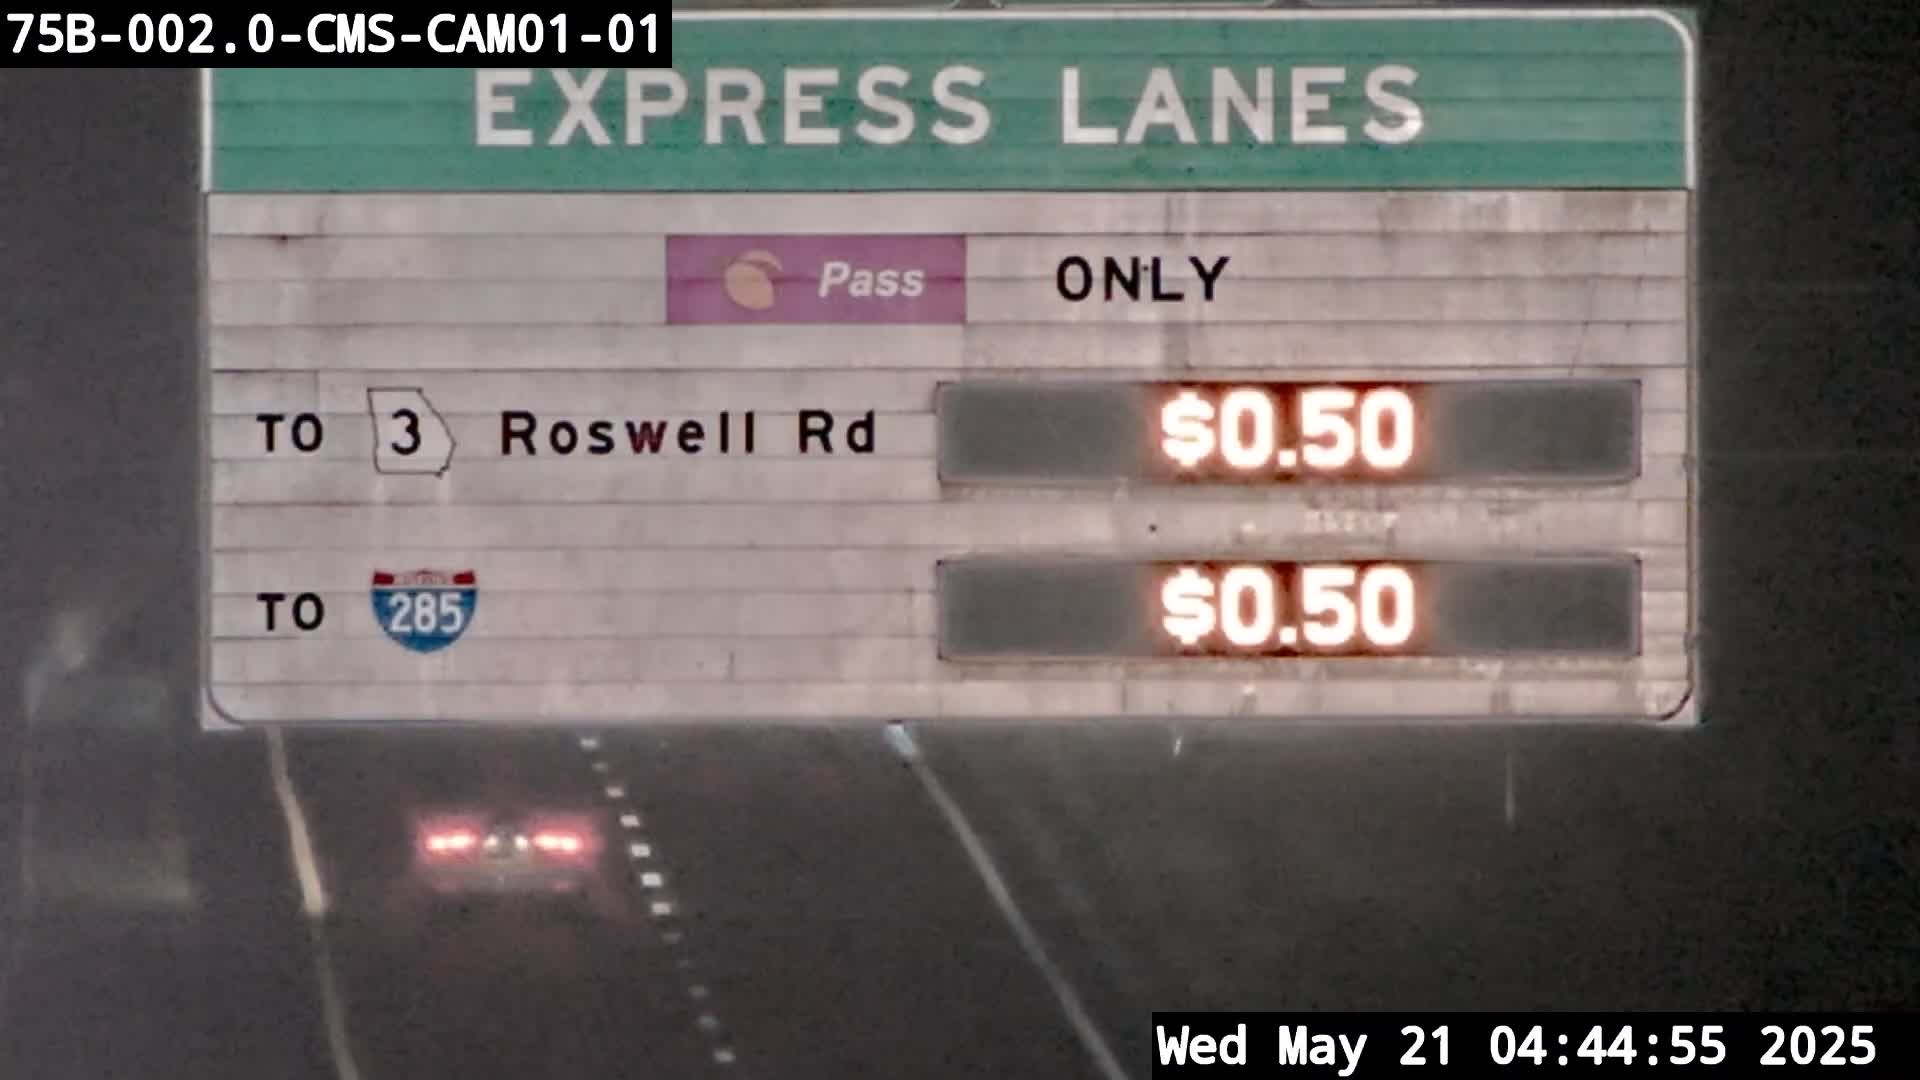 75B-002.0-CMS-CAM01-01
EXPRESS LANES
Pass ONLY
TO 3 Roswell Rd $0.50
TO 285 $0.50
Wed May 21 04:44:55 2025